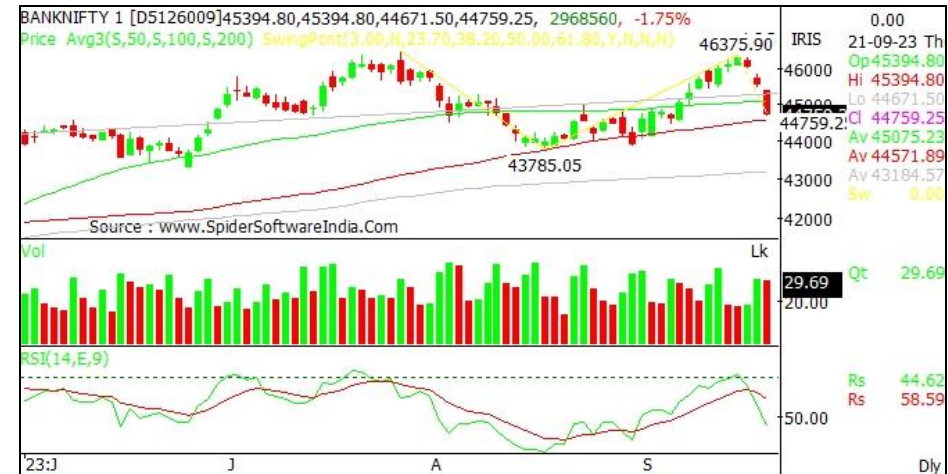 BANKNIFTY 1 [D5126009]45394.80,45394.80,44671.50,44759.25, 2968560, -1.75%
Price Avg3(S,50,S,100,S,200) SwingPcnt(3.00,N,23.70,38.20,50.00,61.80,Y,N,N,N)
46375.90
43785.05
Source : www.SpiderSoftwareIndia.Com
IRIS
46000
45000
44759.2
44000
43000
42000
0.00
21-09-23 Th
Op 45394.80
Hi 45394.80
Lo 44671.50
Cl 44759.25
Av 45075.23
Av 44571.89
Av 43184.57
Sw 0.00
Vol
Lk
29.69
20.00
Qt 29.69
RSI(14,E,9)
50.00
Rs 44.62
Rs 58.59
'23:J J A S Dly